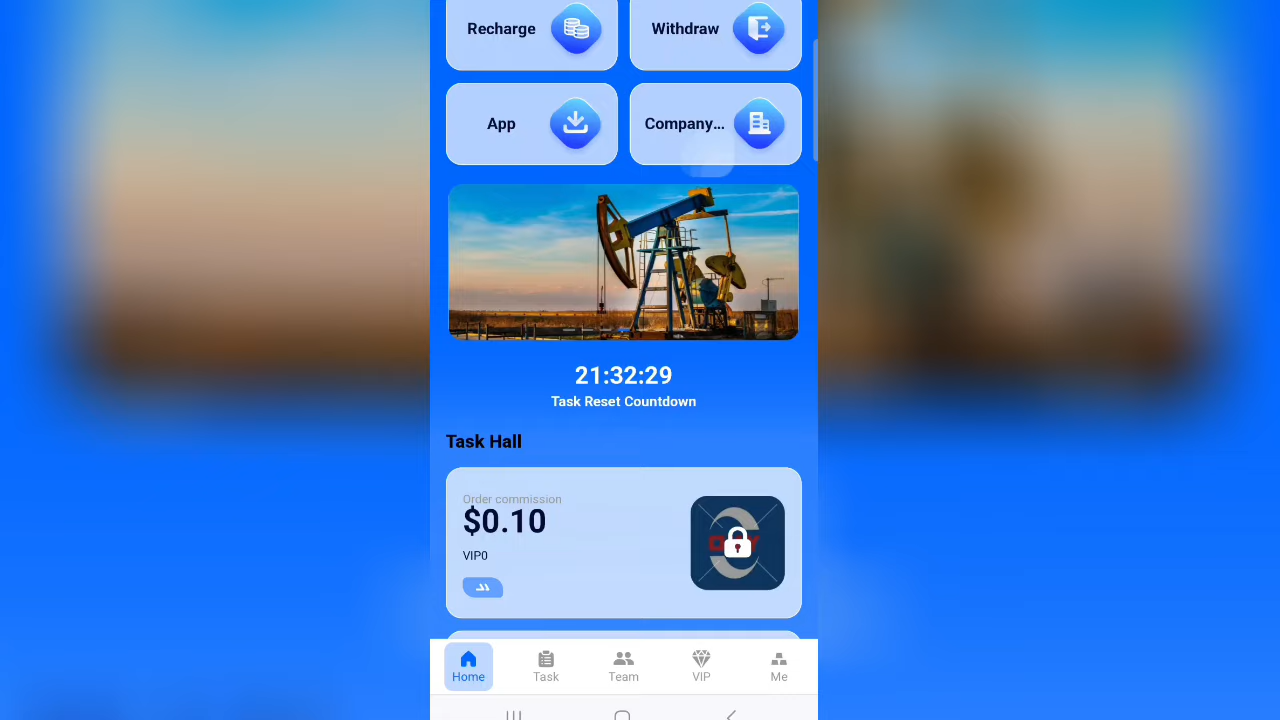 Recharge
Withdraw
App
Company...
21:32:29
Task Reset Countdown
Task Hall
Order commission
$0.10
VIP0
Home
Task
Team
VIP
Me